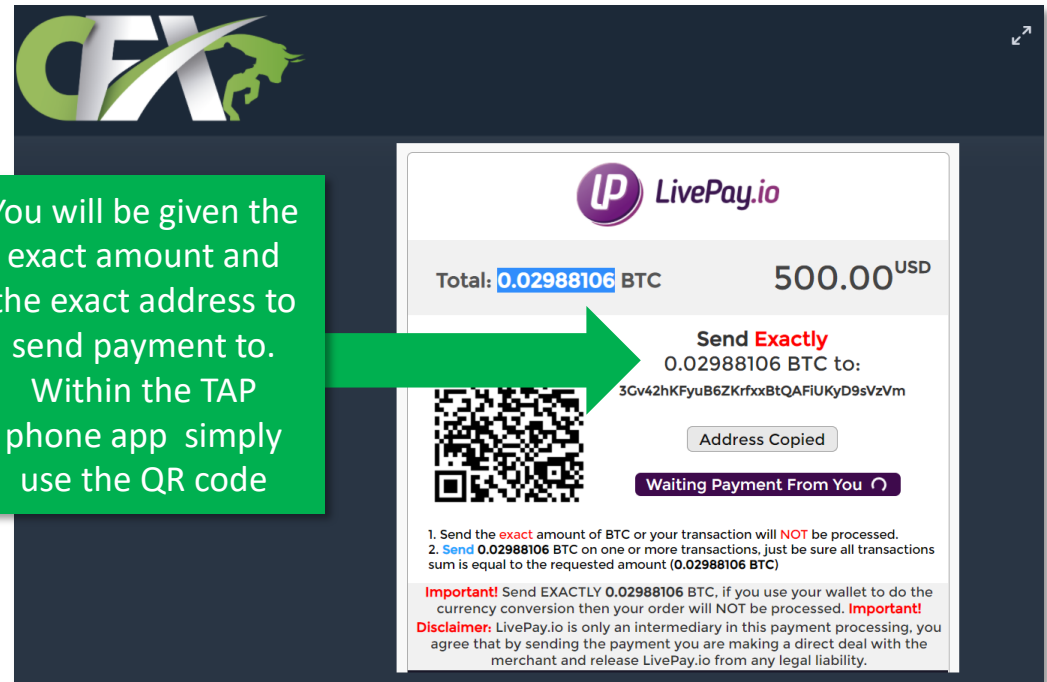 CFX
You will be given the
exact amount and
the exact address to
send payment to.
Within the TAP
phone app simply
use the QR code
LP LivePay.io
Total: 0.02988106 BTC
500.00 USD
Send Exactly
0.02988106 BTC to:
3Gv42hKFyuB6ZKrfxxBtQAFiUKyD9sVzVm
Address Copied
Waiting Payment From You
1. Send the exact amount of BTC or your transaction will NOT be processed.
2. Send 0.02988106 BTC on one or more transactions, just be sure all transactions
sum is equal to the requested amount (0.02988106 BTC)
Important! Send EXACTLY 0.02988106 BTC, if you use your wallet to do the
currency conversion then your order will NOT be processed. Important!
Disclaimer: LivePay.io is only an intermediary in this payment processing, you
agree that by sending the payment you are making a direct deal with the
merchant and release LivePay.io from any legal liability.